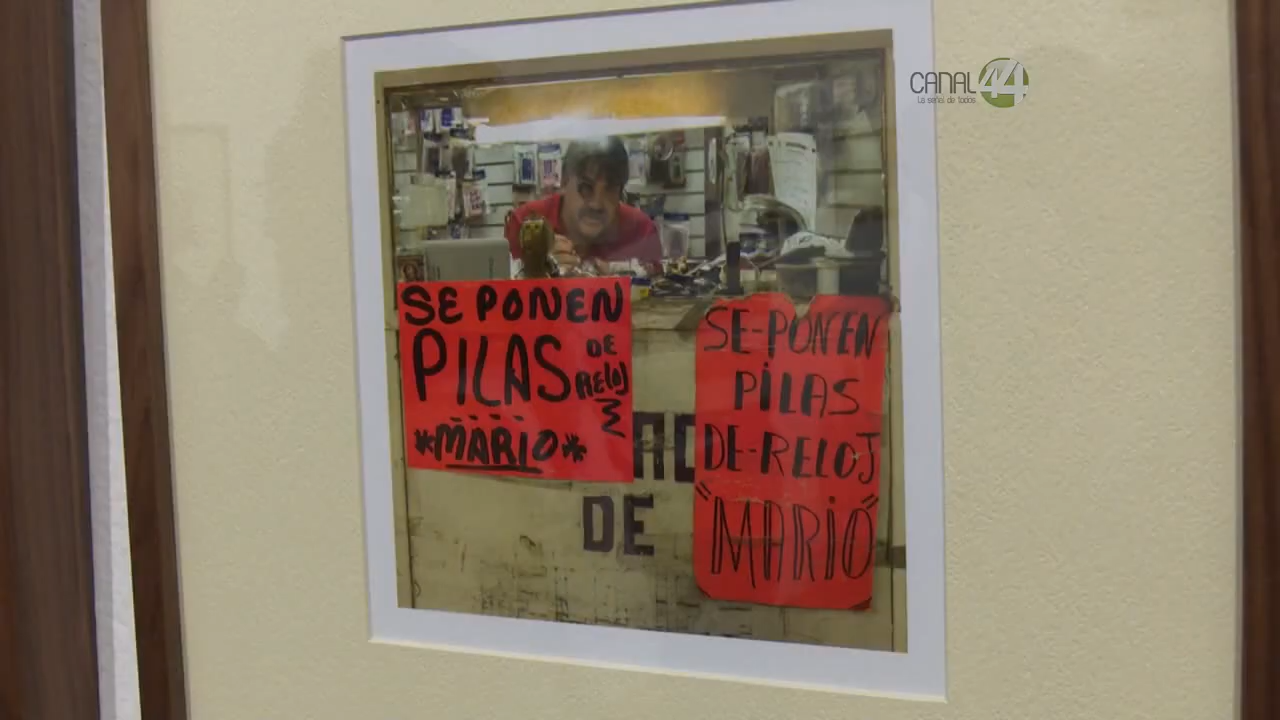 CANAL 44
La señal de todos
SE PONEN
PILAS DE RELOJ
*MARIO*
SE-PONEN
PILAS
DE-RELOJ
"MARIO"
DE